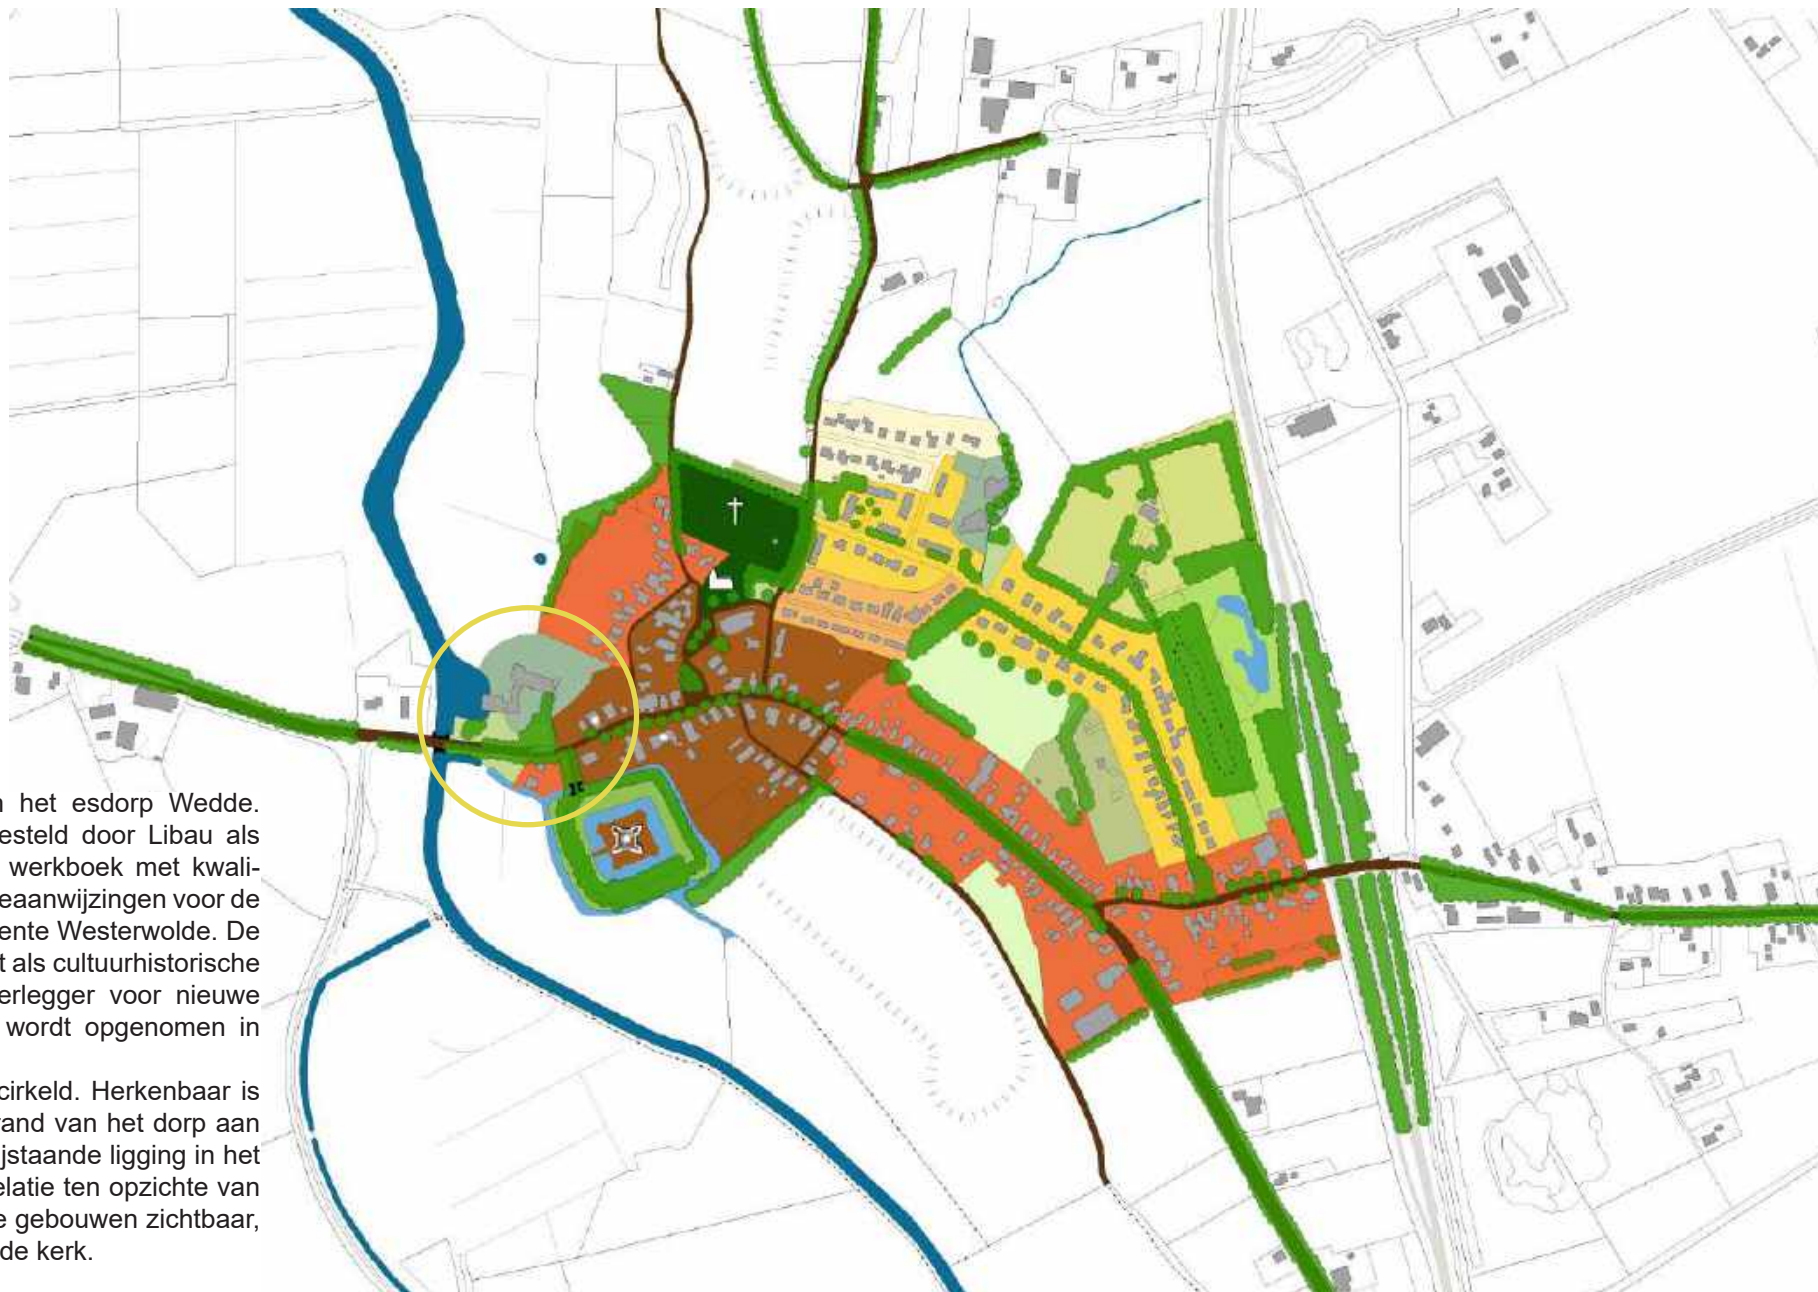 het esdorp Wedde.
esteld door Libau als
werkboek met kwali-
eaanwijzingen voor de
ente Westerwolde. De
t als cultuurhistorische
erlegger voor nieuwe
wordt opgenomen in
cirkeld. Herkenbaar is
rand van het dorp aan
ijstaande ligging in het
elatie ten opzichte van
e gebouwen zichtbaar,
de kerk.